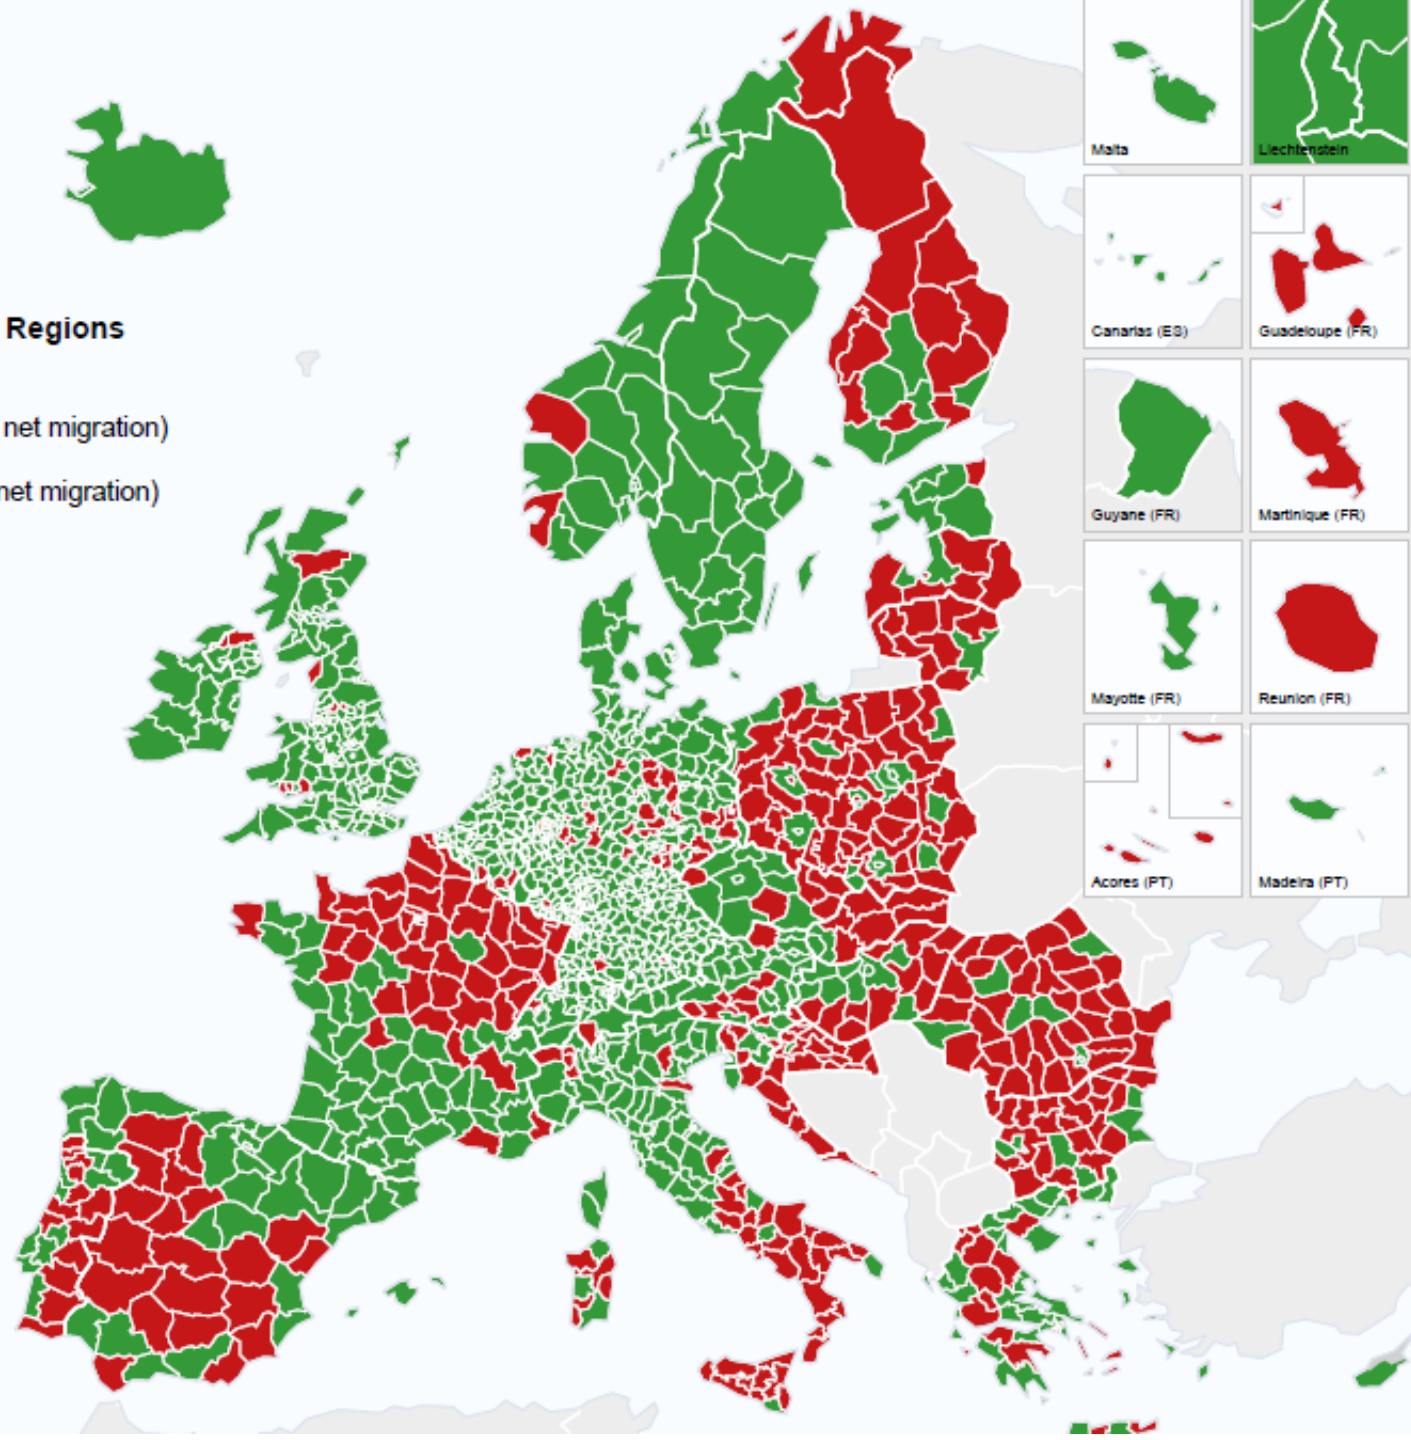 Malta
Liechtenstein
Canarias (ES)
Guadeloupe (FR)
Regions
net migration)
net migration)
Guyane (FR)
Martinique (FR)
Mayotte (FR)
Reunion (FR)
Acores (PT)
Madeira (PT)